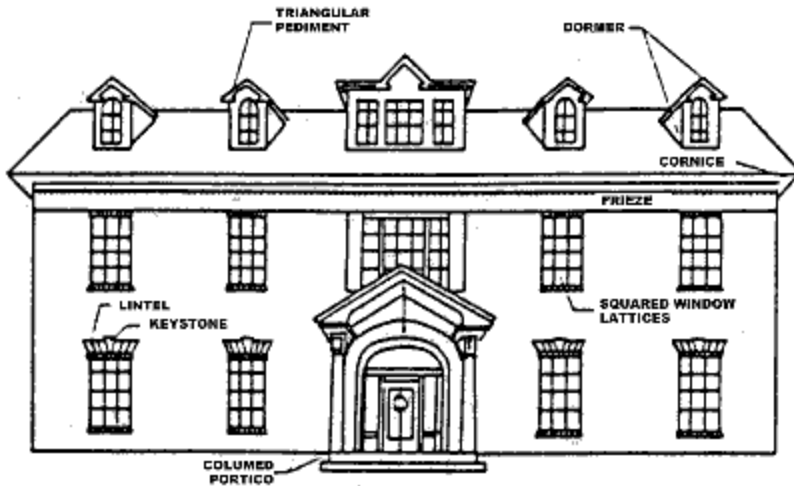 TRIANGULAR
PEDIMENT
DORMER
CORNICE
FRIEZE
LINTEL
KEYSTONE
SQUARED WINDOW
LATTICES
COLUMED
PORTICO